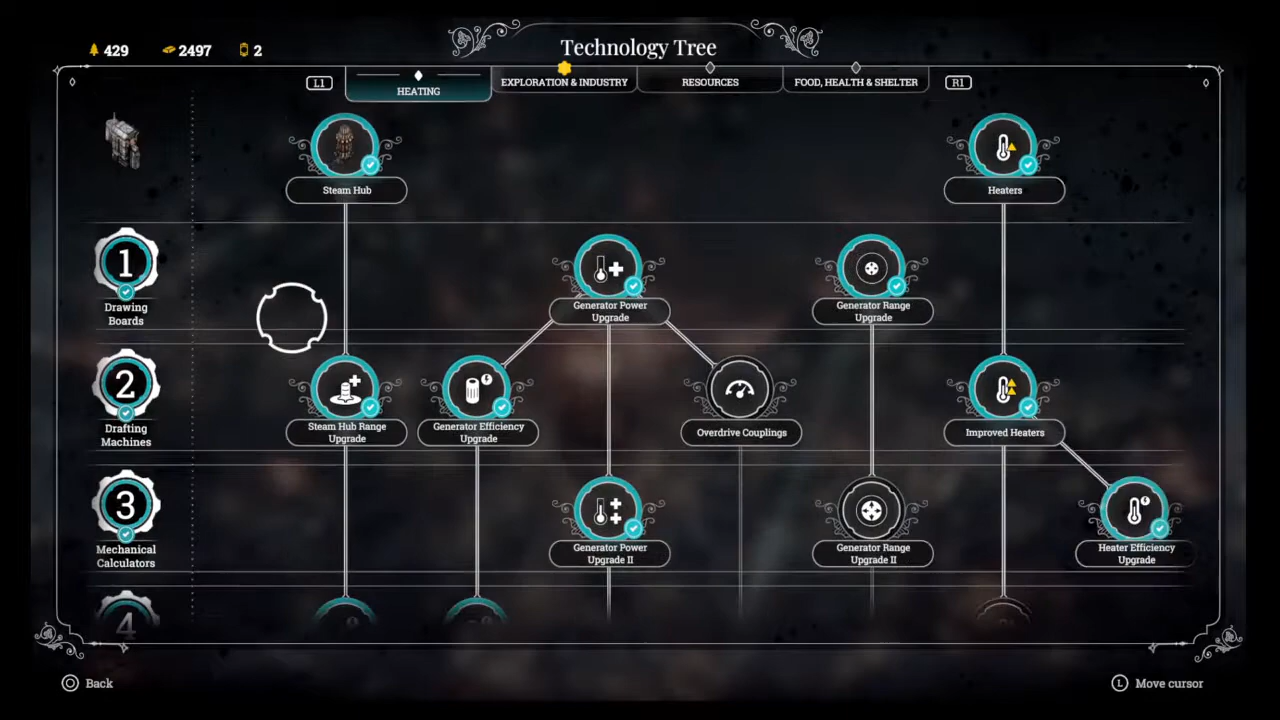 429 2497 2
Technology Tree
L1 HEATING EXPLORATION & INDUSTRY RESOURCES FOOD, HEALTH & SHELTER R1
Steam Hub
Heaters
1
Drawing
Boards
Generator Power
Upgrade
Generator Range
Upgrade
2
Drafting
Machines
Steam Hub Range
Upgrade
Generator Efficiency
Upgrade
Overdrive Couplings
Improved Heaters
3
Mechanical
Calculators
Generator Power
Upgrade II
Generator Range
Upgrade II
Heater Efficiency
Upgrade
4
Back
L Move cursor